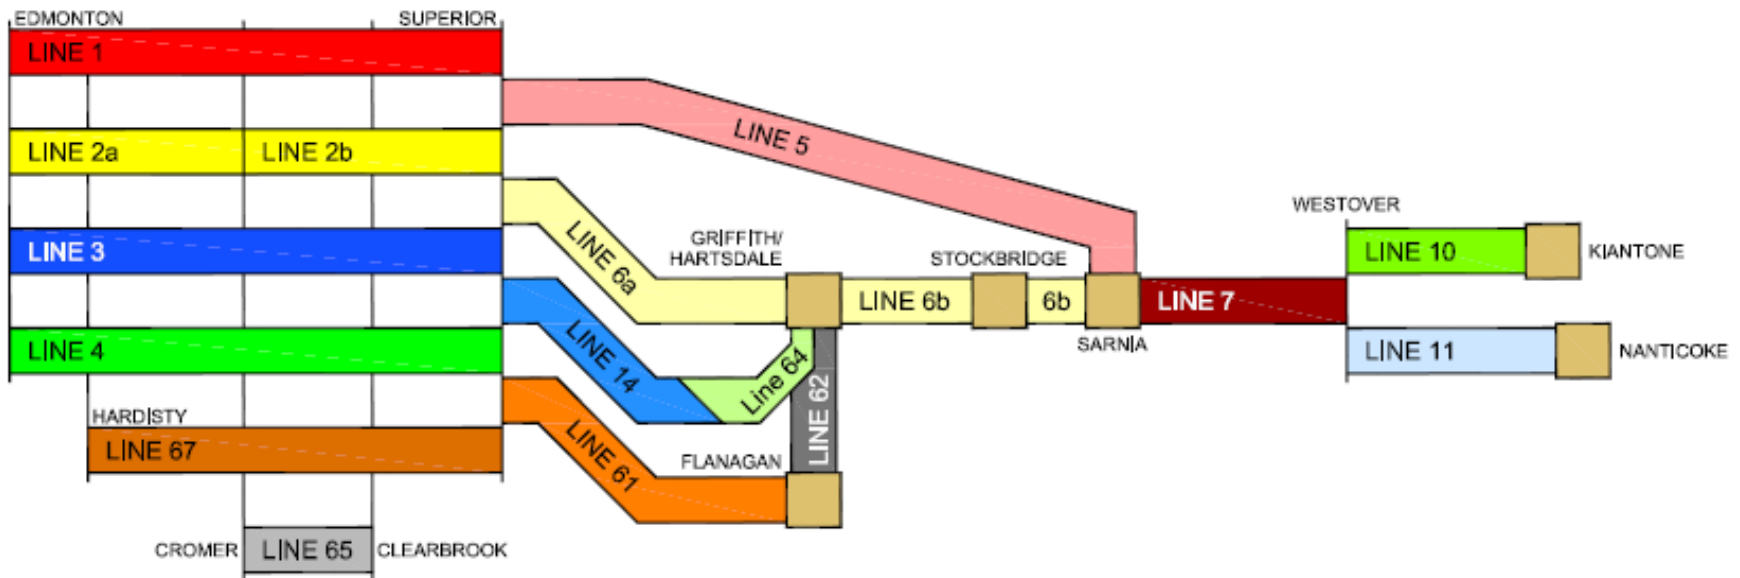 EDMONTON
SUPERIOR
LINE 1
LINE 5
LINE 2a
LINE 2b
WESTOVER
LINE 3
LINE 6a
GRIFFITH/
HARTSDALE
STOCKBRIDGE
LINE 10
KIANTONE
LINE 6b
6b
LINE 7
SARNIA
LINE 4
LINE 14
Line 64
LINE 62
LINE 11
NANTICOKE
HARDISTY
LINE 67
LINE 61
FLANAGAN
CROMER
LINE 65
CLEARBROOK